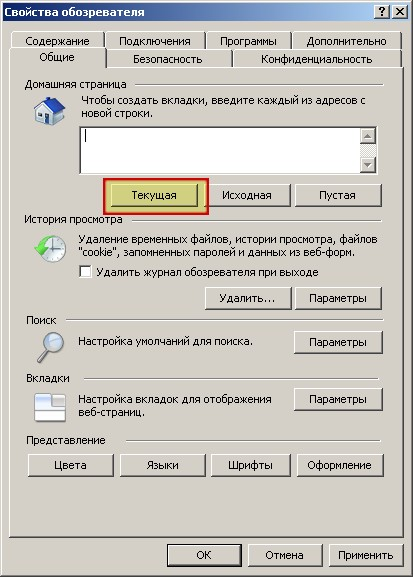 Свойства обозревателя
Содержание Подключения Программы Дополнительно
Общие Безопасность Конфиденциальность
Домашняя страница
Чтобы создать вкладки, введите каждый из адресов с
новой строки.
Текущая Исходная Пустая
История просмотра
Удаление временных файлов, истории просмотра, файлов
"cookie", запомненных паролей и данных из веб-форм.
Удалить журнал обозревателя при выходе
Удалить... Параметры
Поиск
Настройка умолчаний для поиска. Параметры
Вкладки
Настройка вкладок для отображения
веб-страниц.
Параметры
Представление
Цвета Языки Шрифты Оформление
ОК Отмена Применить